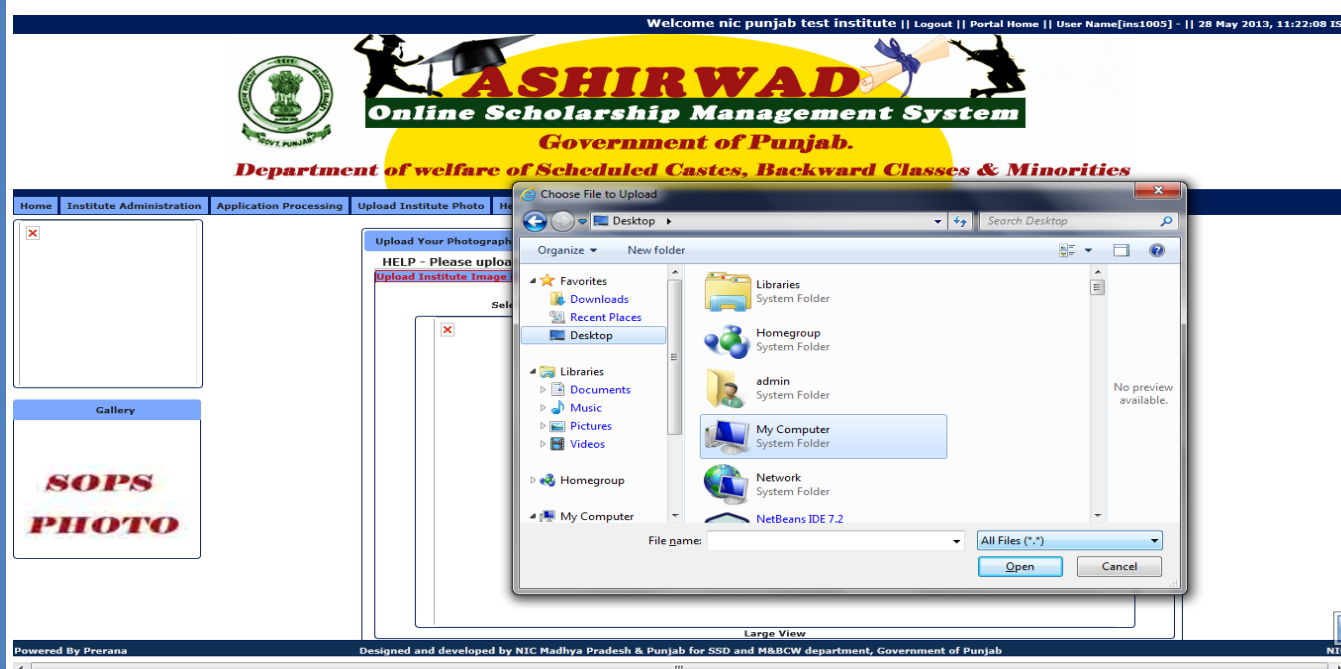 Welcome nic punjab test institute || Logout || Portal Home || User Name[ins1005] - || 28 May 2013, 11:22:08 IS
GOVT. PUNJAB
ASHIRWAD
Online Scholarship Management System
Government of Punjab.
Department of welfare of Scheduled Castes, Backward Classes & Minorities
Home Institute Administration Application Processing Upload Institute Photo He
Upload Your Photograph
HELP - Please uploa
Upload Institute Image
Sele
Gallery
SOPS
PHOTO
Choose File to Upload
Desktop
Search Desktop
Organize New folder
Favorites
Downloads
Recent Places
Desktop
Libraries
Documents
Music
Pictures
Videos
Homegroup
My Computer
Libraries
System Folder
Homegroup
System Folder
admin
System Folder
My Computer
System Folder
Network
System Folder
NetBeans IDE 7.2
No preview
available.
File name:
All Files (*.*)
Open Cancel
Large View
Powered By Prerana Designed and developed by NIC Madhya Pradesh & Punjab for SSD and M&BCW department, Government of Punjab NI